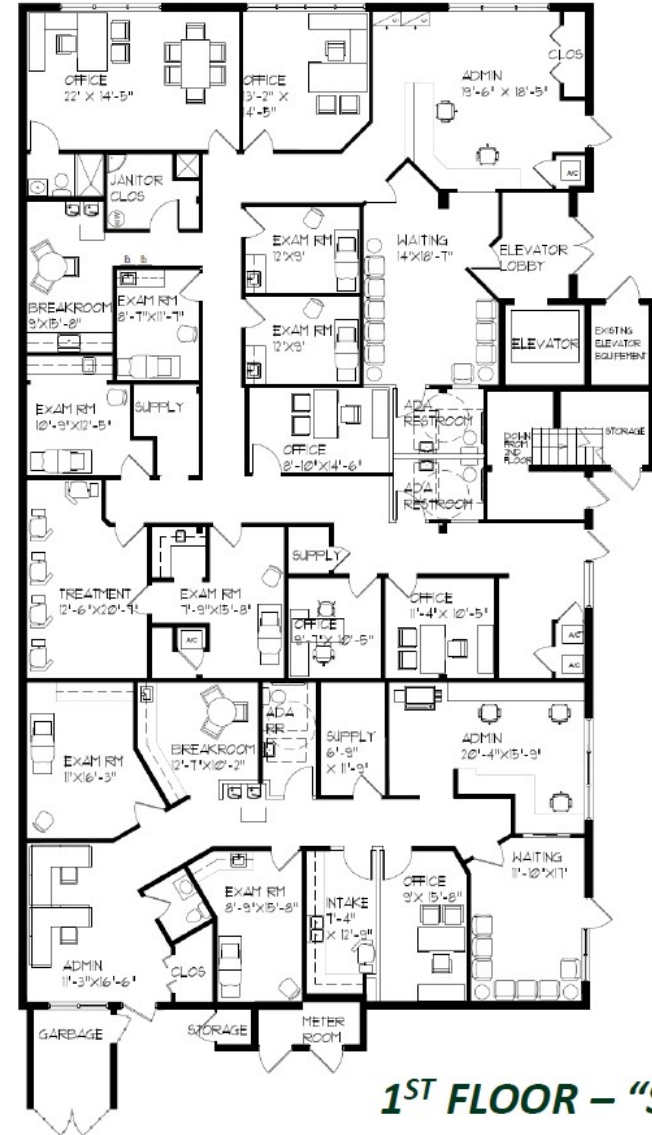 OFFICE
22' X 14'-5"
OFFICE
13'-2" X
14'-5"
ADMIN
19'-6" X 18'-5"
CLOS
A/C
JANITOR
CLOS
BREAKROOM
9'X15'-8"
EXAM RM
8'-7"X11'-7"
EXAM RM
12'X9'
EXAM RM
12'X9'
WAITING
14'X18'-7"
ELEVATOR
LOBBY
ELEVATOR
EXISTING
ELEVATOR
EQUIPEMENT
EXAM RM
10'-9"X12'-5"
SUPPLY
OFFICE
8'-10"X14'-6"
ADA
RESTROOM
ADA
RESTROOM
DOWN
FROM
2ND
FLOOR
STORAGE
TREATMENT
12'-6"X20'-7"
EXAM RM
7'-9"X15'-8"
A/C
SUPPLY
OFFICE
9'-7"X 10'-5"
OFFICE
11'-4"X 10'-5"
A/C
A/C
EXAM RM
11'X16'-3"
BREAKROOM
12'-7"X10'-2"
ADA
RR
SUPPLY
6'-9"
X 11'-9"
ADMIN
20'-4"X15'-9"
WAITING
11'-10"X17'
ADMIN
11'-3"X16'-6"
CLOS
EXAM RM
8'-9"X15'-8"
INTAKE
7'-4"
X 12'-9"
OFFICE
9'X 15'-8"
GARBAGE
STORAGE
METER
ROOM
1ST FLOOR – “S